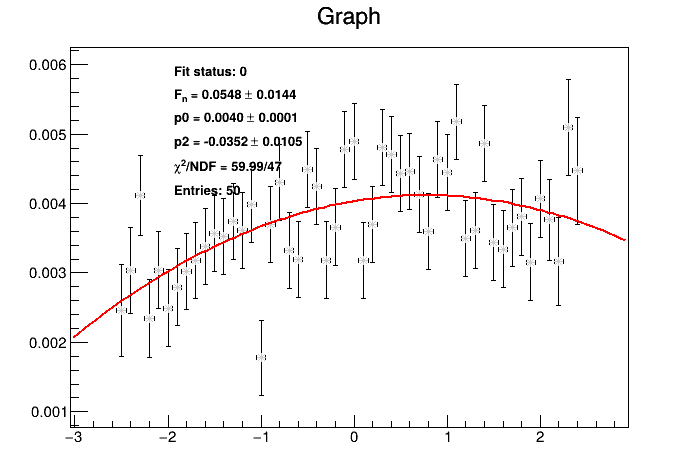 Graph
0.006
Fit status: 0
Fn = 0.0548 ± 0.0144
p0 = 0.0040 ± 0.0001
0.005
p2 = -0.0352 ± 0.0105
χ²/NDF = 59.99/47
Entries: 50
0.004
0.003
0.002
0.001
−3 −2 −1 0 1 2